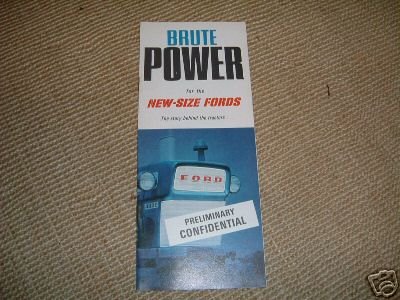 BRUTE
POWER
for the
NEW-SIZE FORDS
The story behind the tractors
FORD
PRELIMINARY
CONFIDENTIAL